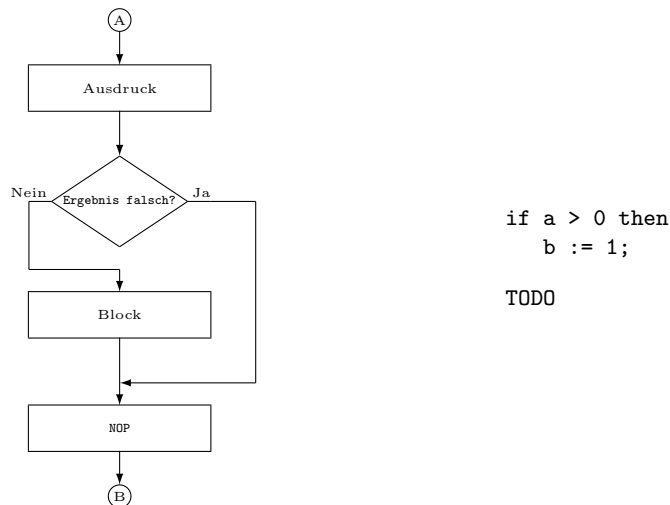 A
Ausdruck
Nein
Ergebnis falsch?
Ja
Block
NOP
B
if a > 0 then
   b := 1;
TODO